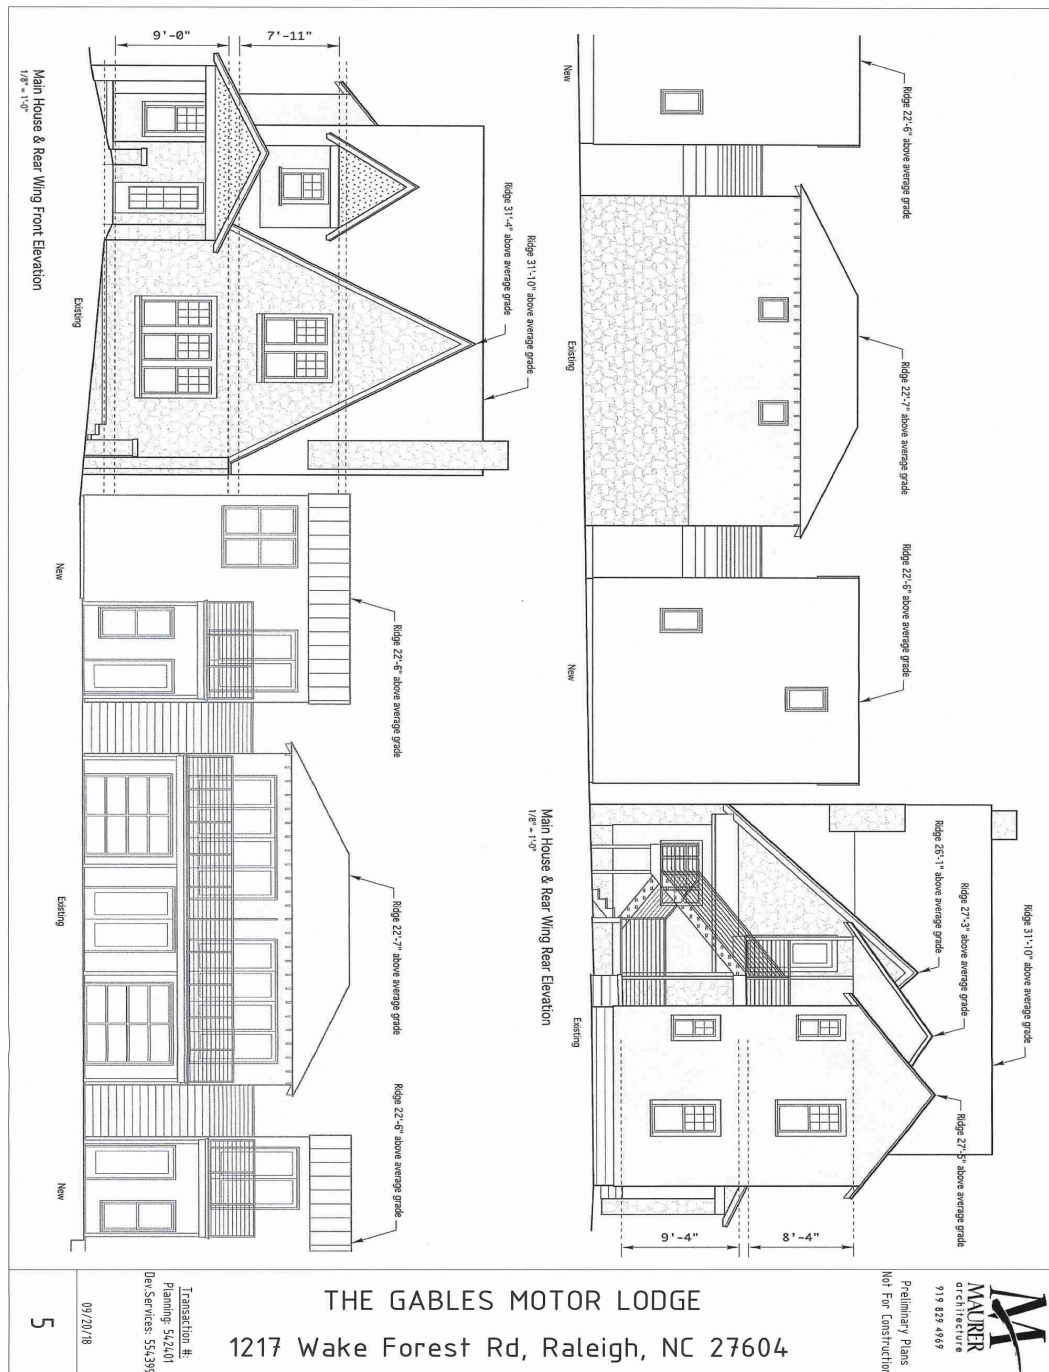 Ridge 22'-6" above average grade
Ridge 22'-7" above average grade
Ridge 22'-6" above average grade
New
Existing
New
Ridge 31'-10" above average grade
Ridge 27'-3" above average grade
Ridge 26'-1" above average grade
Ridge 27'-5" above average grade
Existing
9'-4"
8'-4"
Main House & Rear Wing Rear Elevation
1/8" = 1'-0"
9'-0"
7'-11"
Ridge 31'-4" above average grade
Ridge 31'-10" above average grade
Existing
Ridge 22'-6" above average grade
New
Ridge 22'-7" above average grade
Existing
Ridge 22'-6" above average grade
New
Main House & Rear Wing Front Elevation
1/8" = 1'-0"
M
MAURER
architecture
919 829 4969
Preliminary Plans
Not For Construction
THE GABLES MOTOR LODGE
1217 Wake Forest Rd, Raleigh, NC 27604
Transaction #:
Planning: 542401
Dev.Services: 554399
09/20/18
5